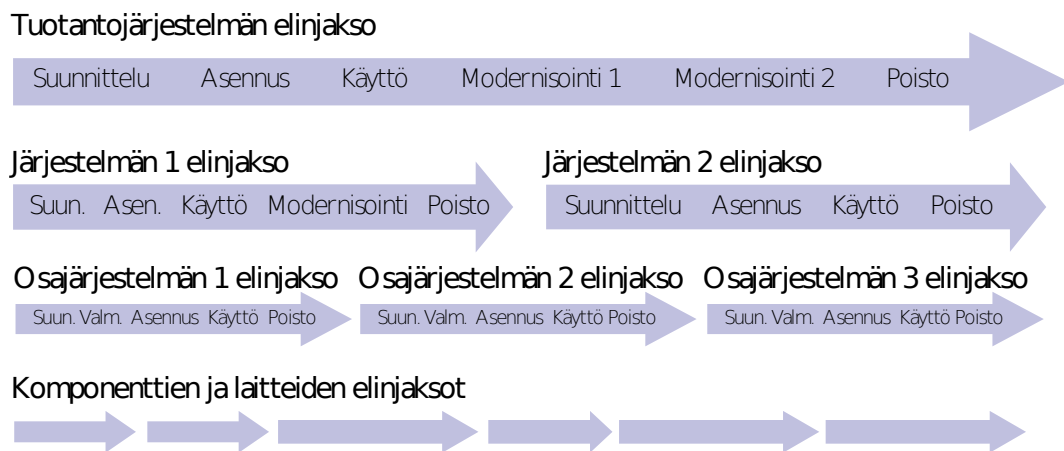 Tuotantojärjestelmän elinjakso
Suunnittelu Asennus Käyttö Modernisointi 1 Modernisointi 2 Poisto
Järjestelmän 1 elinjakso Järjestelmän 2 elinjakso
Suun. Asen. Käyttö Modernisointi Poisto Suunnittelu Asennus Käyttö Poisto
Osajärjestelmän 1 elinjakso Osajärjestelmän 2 elinjakso Osajärjestelmän 3 elinjakso
Suun. Valm. Asennus Käyttö Poisto Suun. Valm. Asennus Käyttö Poisto Suun. Valm. Asennus Käyttö Poisto
Komponenttien ja laitteiden elinjaksot